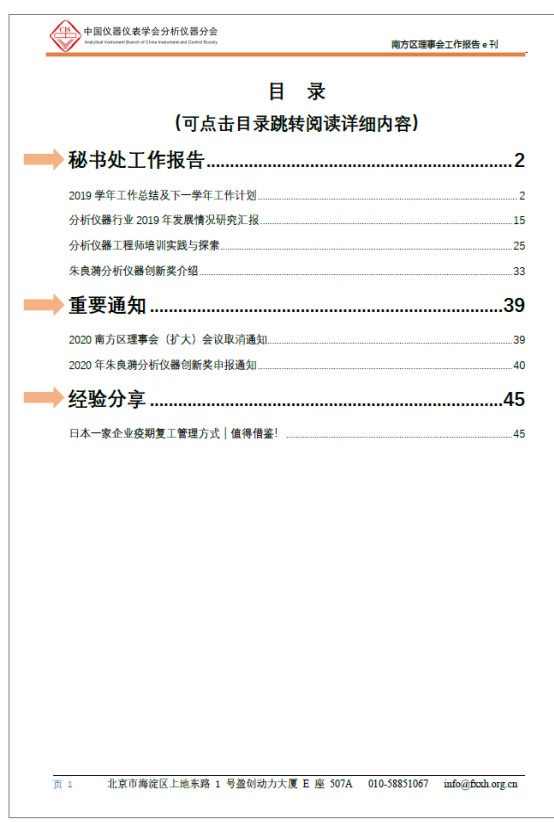 CIS
中国仪器仪表学会分析仪器分会
Analytical Instrument Branch of China Instrument and Control Society
南方区理事会工作报告 e 刊
目 录
(可点击目录跳转阅读详细内容)
秘书处工作报告 2
2019 学年工作总结及下一学年工作计划 2
分析仪器行业 2019 年发展情况研究汇报 15
分析仪器工程师培训实践与探索 25
朱良漪分析仪器创新奖介绍 33
重要通知 39
2020 南方区理事会（扩大）会议取消通知 39
2020 年朱良漪分析仪器创新奖申报通知 40
经验分享 45
日本一家企业疫期复工管理方式 | 值得借鉴! 45
页 1 北京市海淀区上地东路 1 号盈创动力大厦 E 座 507A 010-58851067 info@fxxh.org.cn